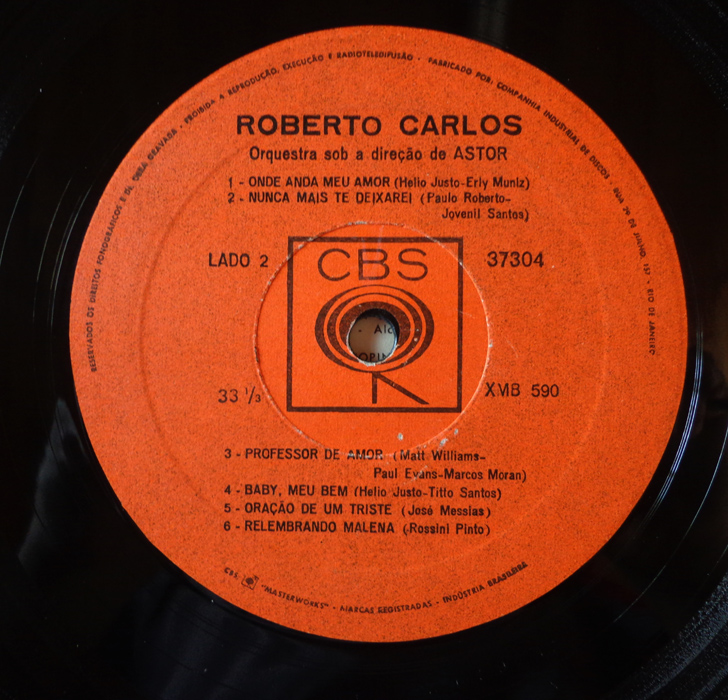 RESERVADOS OS DIREITOS FONOGRÁFICOS E DE OBRA GRAVADA - PROIBIDA A REPRODUÇÃO, EXECUÇÃO E RADIOTELEDIFUSÃO - FABRICADO POR: COMPANHIA INDUSTRIAL DE DISCOS - RUA 29 DE JULHO, 157 - RIO DE JANEIRO
ROBERTO CARLOS
Orquestra sob a direção de ASTOR
1 - ONDE ANDA MEU AMOR (Helio Justo-Erly Muniz)
2 - NUNCA MAIS TE DEIXAREI (Paulo Roberto-
Jovenil Santos)
LADO 2
CBS
37304
33 1/3
XMB 590
3 - PROFESSOR DE AMOR (Matt Williams-
Paul Evans-Marcos Moran)
4 - BABY, MEU BEM (Helio Justo-Titto Santos)
5 - ORAÇÃO DE UM TRISTE (José Messias)
6 - RELEMBRANDO MALENA (Rossini Pinto)
CBS "MASTERWORKS" - MARCAS REGISTRADAS - INDÚSTRIA BRASILEIRA